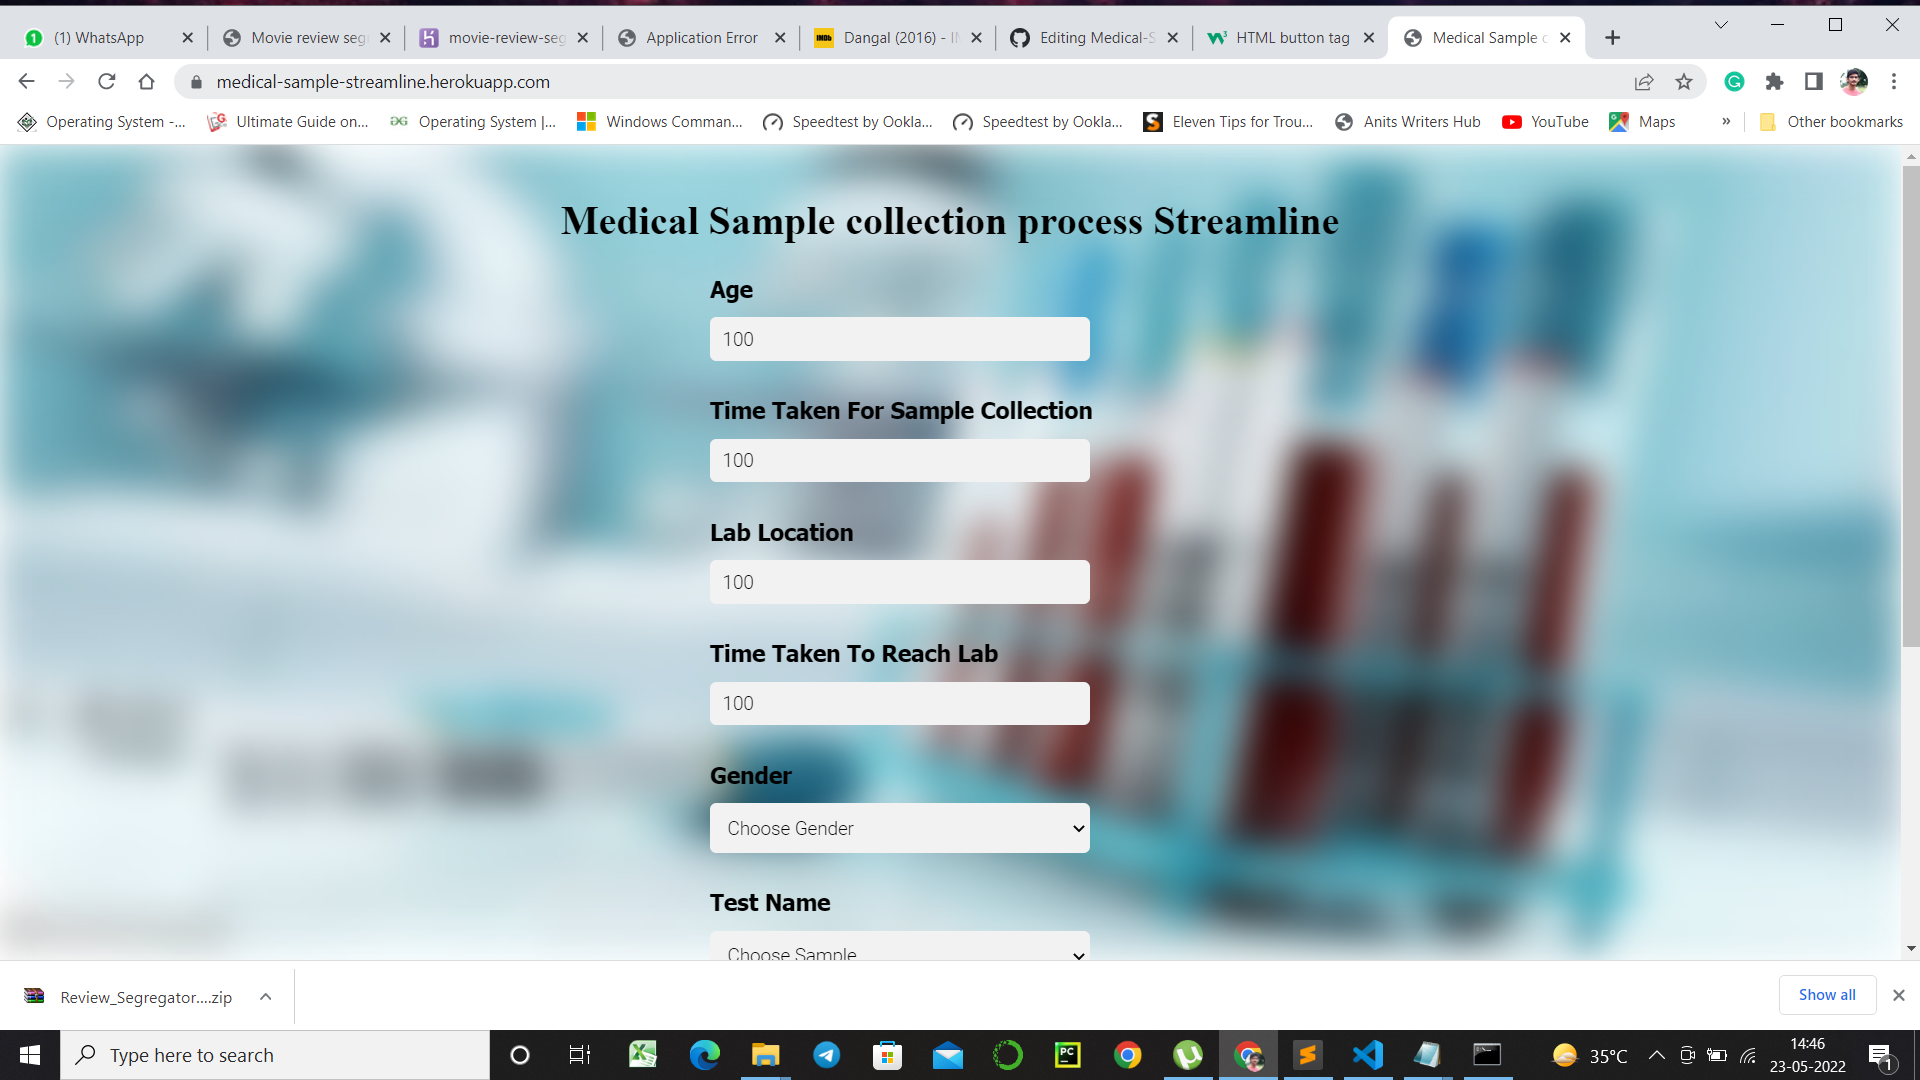 (1) WhatsApp
Movie review seg
movie-review-seg
Application Error
Dangal (2016) - IM
Editing Medical-S
HTML button tag
Medical Sample c
medical-sample-streamline.herokuapp.com
Operating System -...
Ultimate Guide on...
Operating System |...
Windows Comman...
Speedtest by Ookla...
Speedtest by Ookla...
Eleven Tips for Trou...
Anits Writers Hub
YouTube
Maps
»
Other bookmarks
Medical Sample collection process Streamline
Age
100
Time Taken For Sample Collection
100
Lab Location
100
Time Taken To Reach Lab
100
Gender
Choose Gender
Test Name
Choose Sample
Review_Segregator....zip
Show all
Type here to search
35°C
14:46
23-05-2022
1